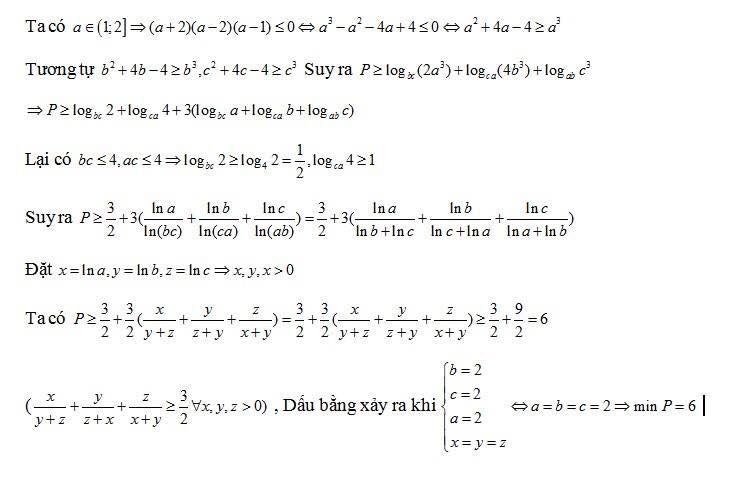 Ta có a ∈ (1;2] ⇒ (a+2)(a−2)(a−1) ≤ 0 ⇔ a³ − a² − 4a + 4 ≤ 0 ⇔ a² + 4a − 4 ≥ a³
Tương tự b² + 4b − 4 ≥ b³, c² + 4c − 4 ≥ c³ Suy ra P ≥ log_bc(2a³) + log_ca(4b³) + log_ab c³
⇒ P ≥ log_bc 2 + log_ca 4 + 3(log_bc a + log_ca b + log_ab c)
Lại có bc ≤ 4, ac ≤ 4 ⇒ log_bc 2 ≥ log_4 2 = 1/2, log_ca 4 ≥ 1
Suy ra P ≥ 3/2 + 3(ln a/ln(bc) + ln b/ln(ca) + ln c/ln(ab)) = 3/2 + 3(ln a/(ln b + ln c) + ln b/(ln c + ln a) + ln c/(ln a + ln b))
Đặt x = ln a, y = ln b, z = ln c ⇒ x, y, x > 0
Ta có P ≥ 3/2 + 3/2(x/(y+z) + y/(z+y) + z/(x+y)) = 3/2 + 3/2(x/(y+z) + y/(z+y) + z/(x+y)) ≥ 3/2 + 9/2 = 6
(x/(y+z) + y/(z+x) + z/(x+y) ≥ 3/2 ∀x, y, z > 0) , Dấu bằng xảy ra khi { b = 2 c = 2 a = 2 x = y = z ⇔ a = b = c = 2 ⇒ min P = 6